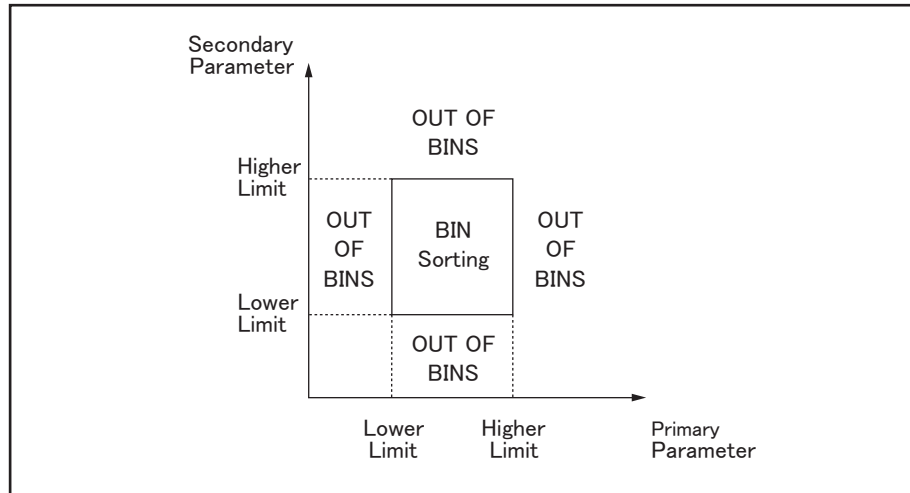 Secondary
Parameter
OUT OF
BINS
Higher
Limit
OUT
OF
BINS
BIN
Sorting
OUT
OF
BINS
Lower
Limit
OUT OF
BINS
Lower
Limit
Higher
Limit
Primary
Parameter